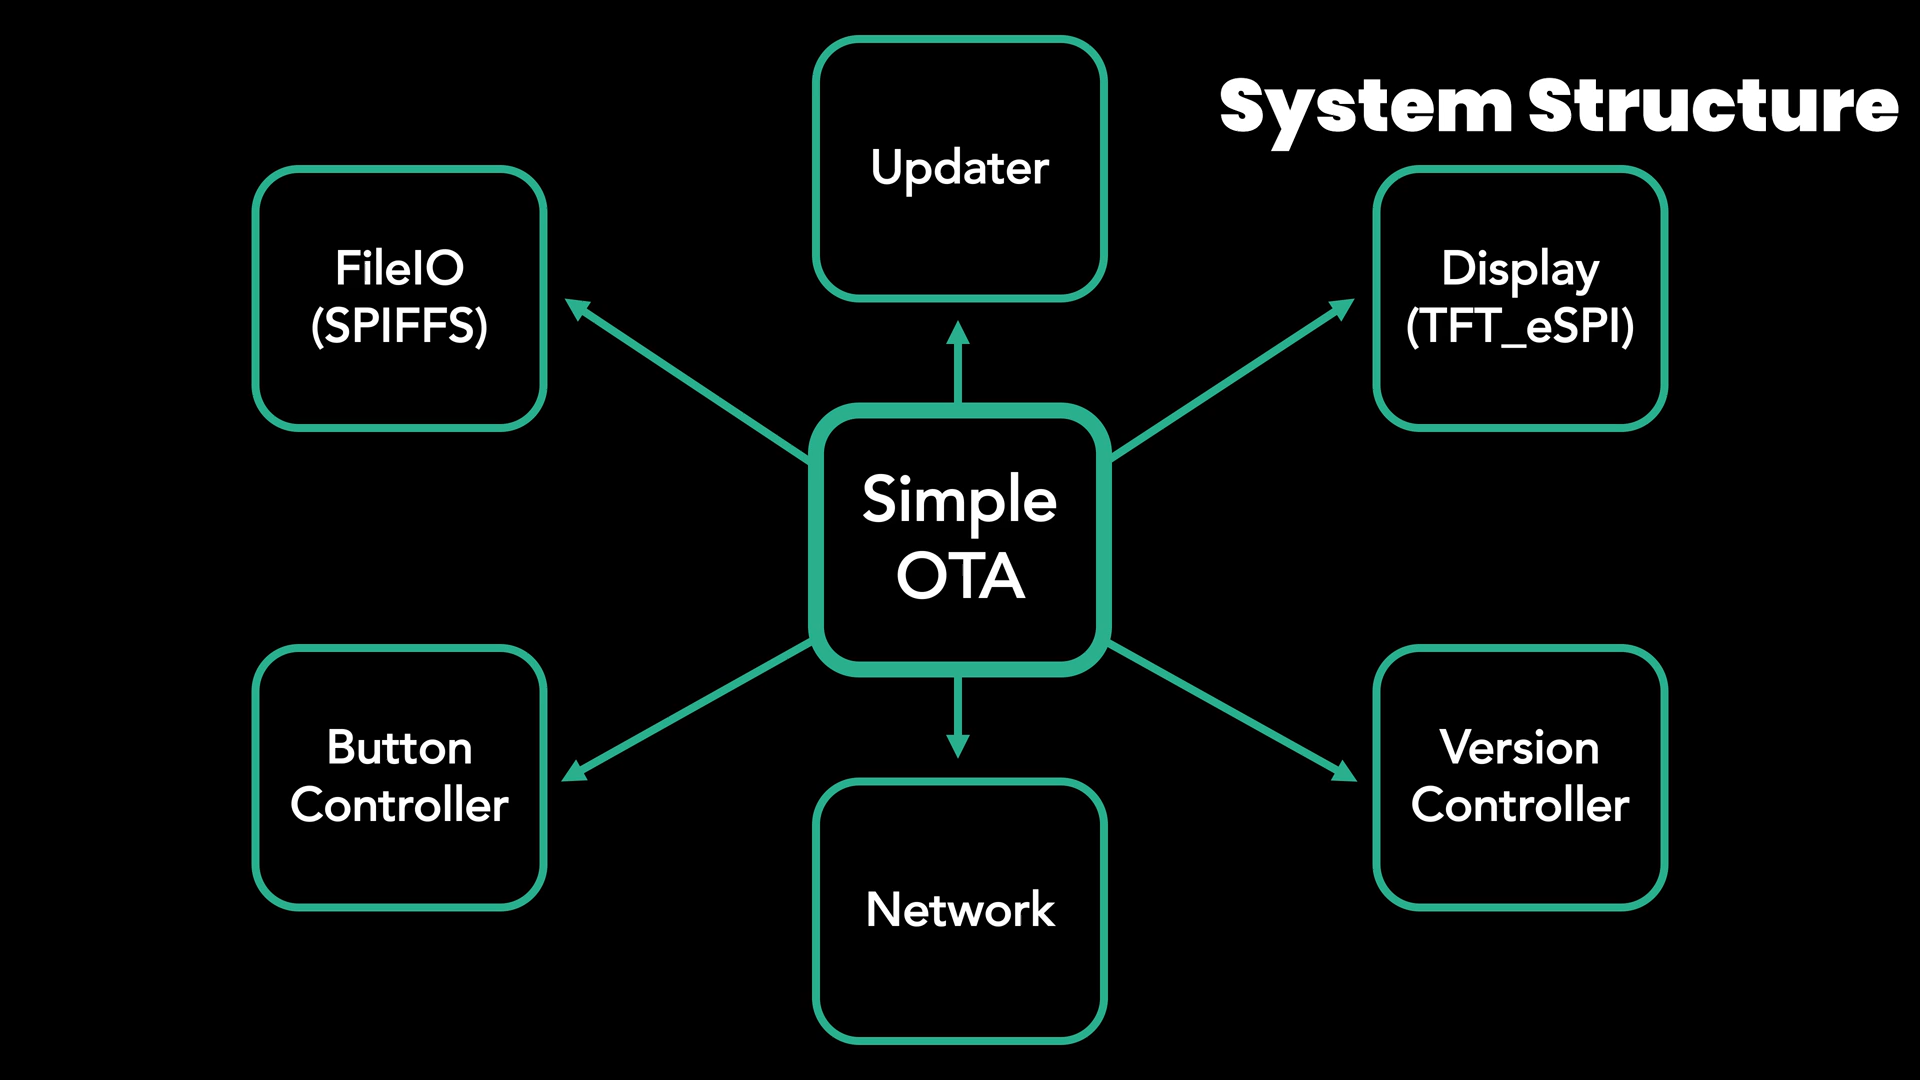 System Structure
Updater
FileIO
(SPIFFS)
Display
(TFT_eSPI)
Simple
OTA
Button
Controller
Version
Controller
Network